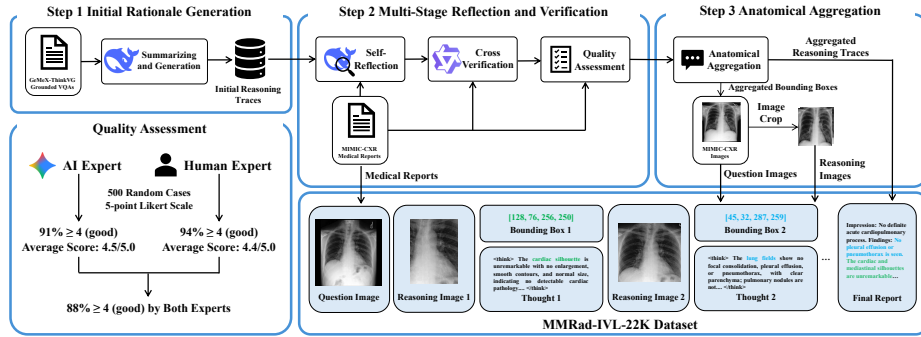 Step 1 Initial Rationale Generation
GeMeX-ThinkVG
Grounded VQAs
Summarizing
and Generation
Initial Reasoning
Traces
Step 2 Multi-Stage Reflection and Verification
Self-
Reflection
Cross
Verification
Quality
Assessment
MIMIC-CXR
Medical Reports
Medical Reports
Step 3 Anatomical Aggregation
Anatomical
Aggregation
Aggregated
Reasoning Traces
Aggregated Bounding Boxes
Image
Crop
MIMIC-CXR
Images
Question Images
Reasoning
Images
Quality Assessment
AI Expert
Human Expert
500 Random Cases
5-point Likert Scale
91% ≥ 4 (good)
Average Score: 4.5/5.0
94% ≥ 4 (good)
Average Score: 4.4/5.0
88% ≥ 4 (good) by Both Experts
Question Image
Reasoning Image 1
[128, 76, 256, 250]
Bounding Box 1
<think> The cardiac silhouette is
unremarkable with no enlargement,
smooth contours, and normal size,
indicating no detectable cardiac
pathology.... </think>
Thought 1
Reasoning Image 2
[45, 32, 287, 259]
Bounding Box 2
<think> The long fields show no
focal consolidation, pleural effusion,
or pneumothorax, with clear
parenchyma; pulmonary nodules are
not.... </think>
Thought 2
...
Impression: No definite
acute cardiopulmonary
process. Findings: No
pleural effusion or
pneumothorax is seen.
The cardiac and
mediastinal silhouettes
are unremarkable....
Final Report
MMRad-IVL-22K Dataset